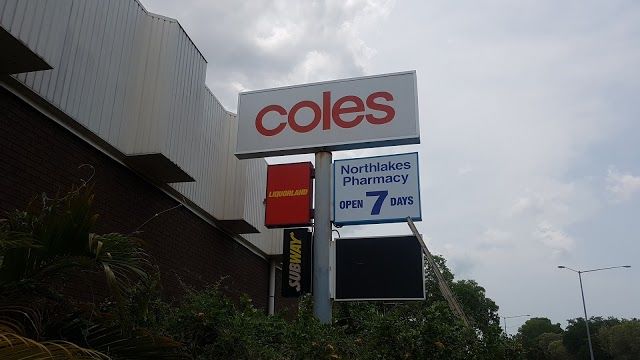 coles
LIQUORLAND
Northlakes
Pharmacy
OPEN 7 DAYS
SUBWAY